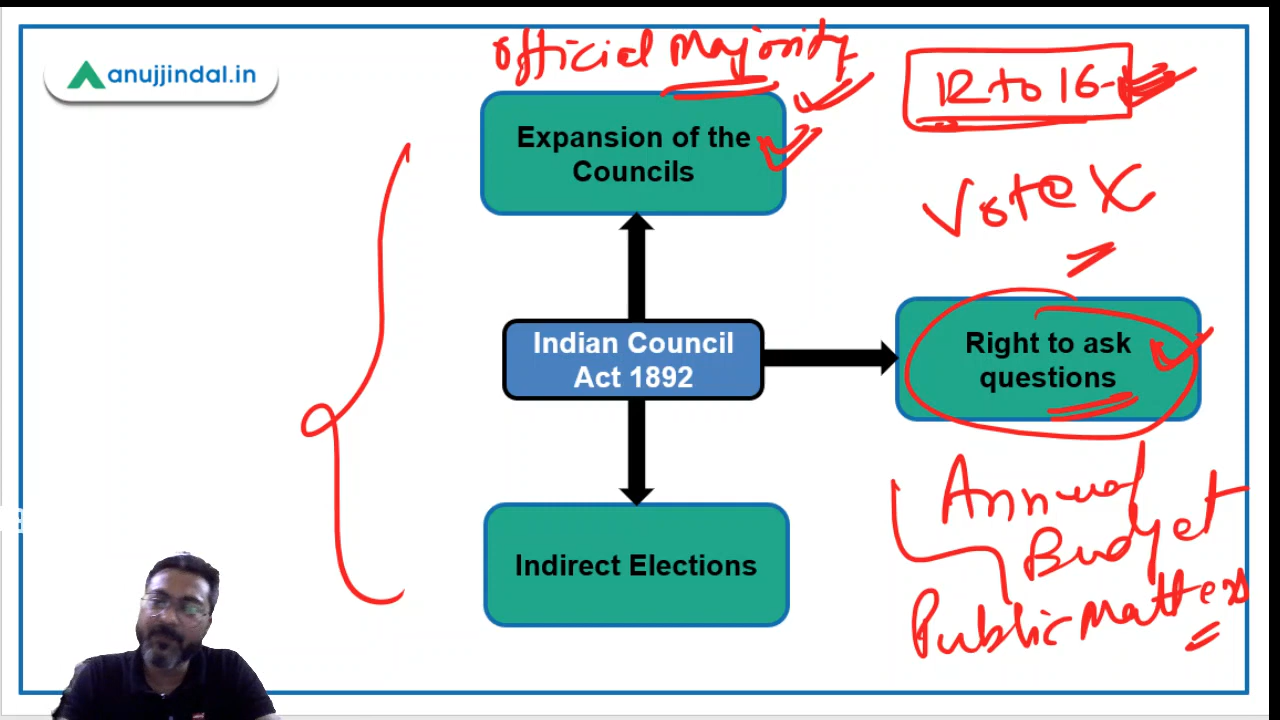 official Majority
anujjindal.in
12 to 16
Expansion of the
Councils
Vote X
Indian Council
Act 1892
Right to ask
questions
Annual
Budget
Indirect Elections
Public Matters